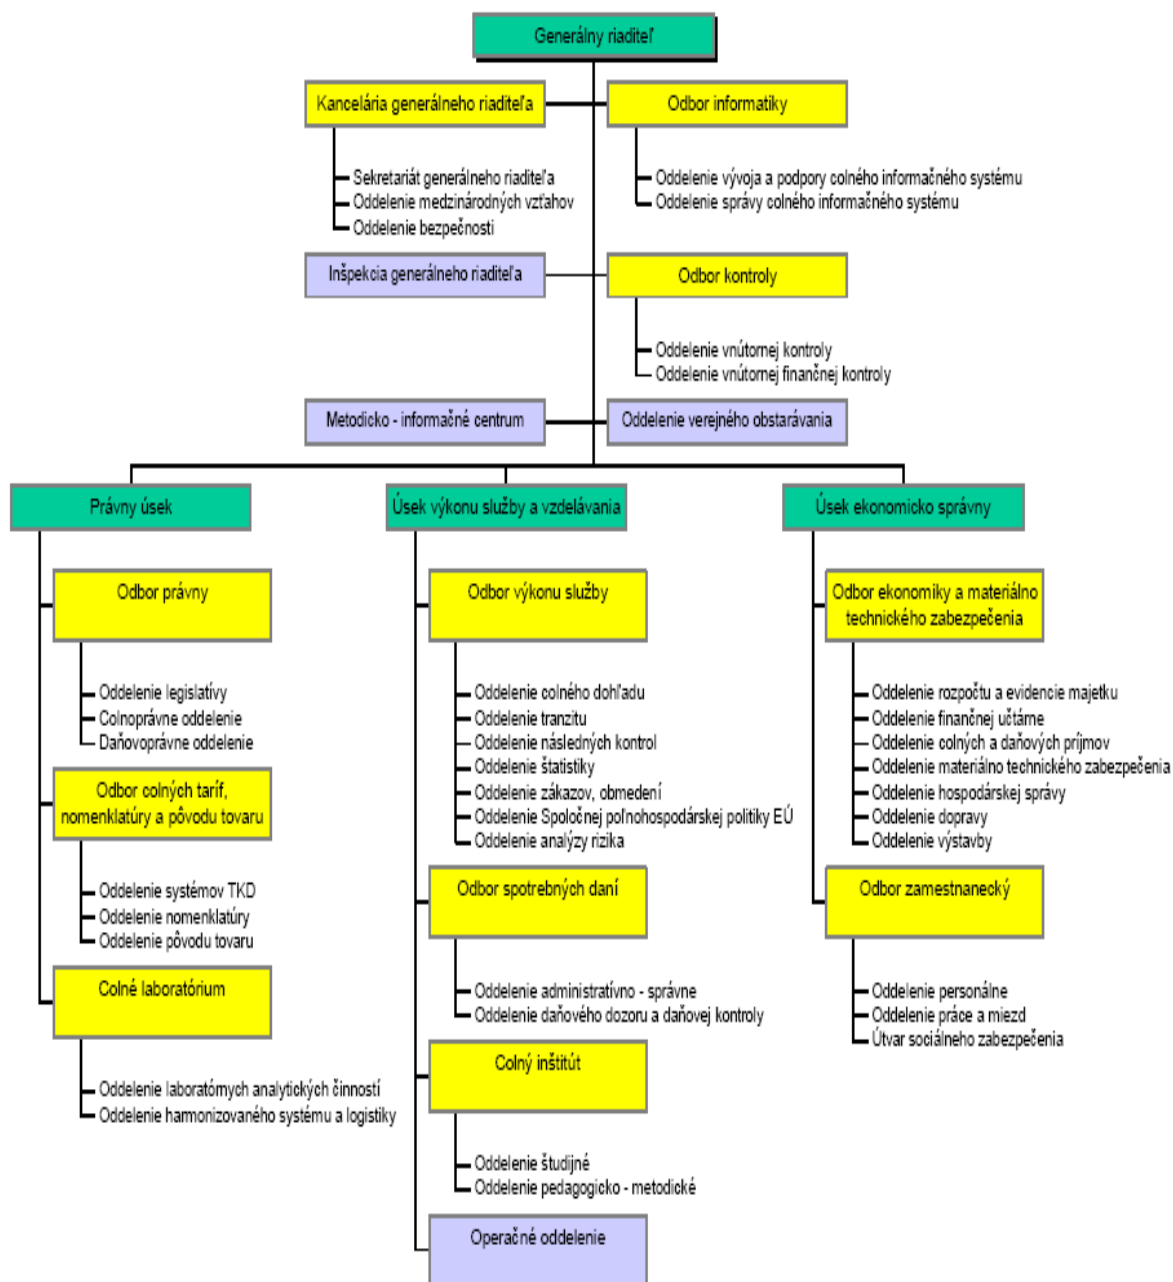 Generálny riaditeľ
Kancelária generálneho riaditeľa
Odbor informatiky
Sekretariát generálneho riaditeľa
Oddelenie medzinárodných vzťahov
Oddelenie bezpečnosti
Oddelenie vývoja a podpory colného informačného systému
Oddelenie správy colného informačného systému
Inšpekcia generálneho riaditeľa
Odbor kontroly
Oddelenie vnútornej kontroly
Oddelenie vnútornej finančnej kontroly
Metodicko - informačné centrum
Oddelenie verejného obstarávania
Právny úsek
Odbor právny
Oddelenie legislatívy
Colnoprávne oddelenie
Daňovoprávne oddelenie
Odbor colných taríf,
nomenklatúry a pôvodu tovaru
Oddelenie systémov TKD
Oddelenie nomenklatúry
Oddelenie pôvodu tovaru
Colné laboratórium
Oddelenie laboratórnych analytických činností
Oddelenie harmonizovaného systému a logistiky
Úsek výkonu služby a vzdelávania
Odbor výkonu služby
Oddelenie colného dohľadu
Oddelenie tranzitu
Oddelenie následných kontrol
Oddelenie štatistiky
Oddelenie zákazov, obmedení
Oddelenie Spoločnej poľnohospodárskej politiky EÚ
Oddelenie analýzy rizika
Odbor spotrebných daní
Oddelenie administratívno - správne
Oddelenie daňového dozoru a daňovej kontroly
Colný inštitút
Oddelenie študijné
Oddelenie pedagogicko - metodické
Operačné oddelenie
Úsek ekonomicko správny
Odbor ekonomiky a materiálno
technického zabezpečenia
Oddelenie rozpočtu a evidencie majetku
Oddelenie finančnej učtárne
Oddelenie colných a daňových príjmov
Oddelenie materiálno technického zabezpečenia
Oddelenie hospodárskej správy
Oddelenie dopravy
Oddelenie výstavby
Odbor zamestnanecký
Oddelenie personálne
Oddelenie práce a miezd
Útvar sociálneho zabezpečenia